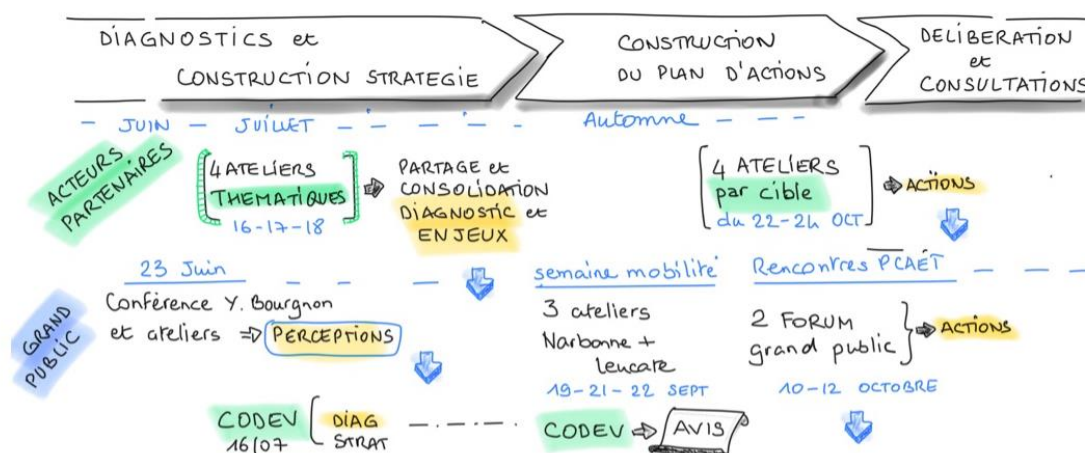 DIAGNOSTICS et
CONSTRUCTION STRATEGIE
CONSTRUCTION
DU PLAN D'ACTIONS
DELIBERATION
et
CONSULTATIONS
JUIN - JUILLET
Automne
ACTEURS
PARTENAIRES
4 ATELIERS
THEMATIQUES
16-17-18
PARTAGE et
CONSOLIDATION
DIAGNOSTIC et
ENJEUX
4 ATELIERS
par cible
du 22-24 OCT
ACTIONS
GRAND
PUBLIC
23 Juin
Conférence Y. Bourgnon
et ateliers ⇒ PERCEPTIONS
semaine mobilité
3 ateliers
Narbonne +
Leucate
19-21-22 SEPT
Rencontres PCAET
2 FORUM
grand public
ACTIONS
10-12 OCTOBRE
CODEV
16/07
DIAG
STRAT
CODEV
AVIS